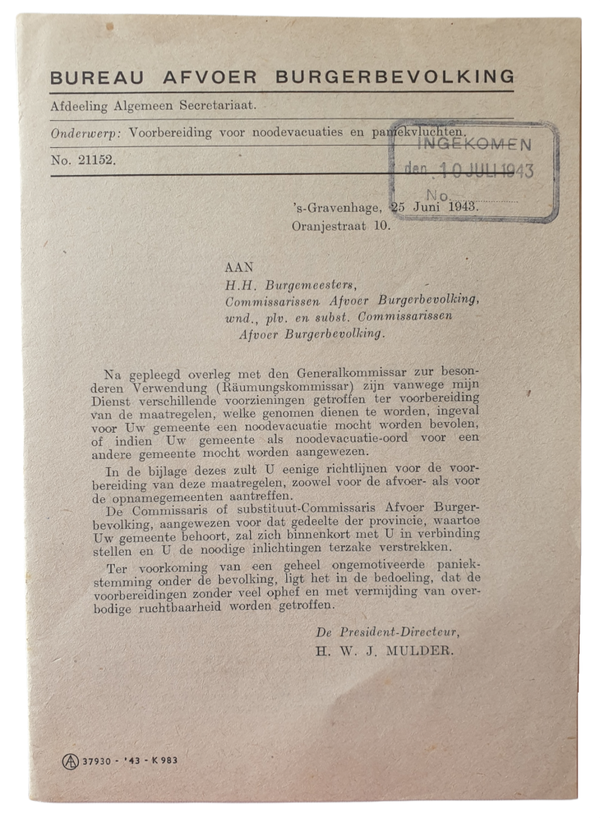 BUREAU AFVOER BURGERBEVOLKING
Afdeeling Algemeen Secretariaat.
Onderwerp: Voorbereiding voor noodevacuaties en paniekvluchten.
No. 21152.
INGEKOMEN
den 10 JULI 1943
No.
's-Gravenhage, 25 Juni 1943.
Oranjestraat 10.
AAN
H.H. Burgemeesters,
Commissarissen Afvoer Burgerbevolking,
wnd., plv. en subst. Commissarissen
Afvoer Burgerbevolking.
Na gepleegd overleg met den Generalkommissar zur beson-
deren Verwendung (Räumungskommissar) zijn vanwege mijn
Dienst verschillende voorzieningen getroffen ter voorbereiding
van de maatregelen, welke genomen dienen te worden, ingeval
voor Uw gemeente een noodevacuatie mocht worden bevolen,
of indien Uw gemeente als noodevacuatie-oord voor een
andere gemeente mocht worden aangewezen.
In de bijlage dezes zult U eenige richtlijnen voor de voor-
bereiding van deze maatregelen, zoowel voor de afvoer- als voor
de opnamegemeenten aantreffen.
De Commissaris of substituut-Commissaris Afvoer Burger-
bevolking, aangewezen voor dat gedeelte der provincie, waartoe
Uw gemeente behoort, zal zich binnenkort met U in verbinding
stellen en U de noodige inlichtingen terzake verstrekken.
Ter voorkoming van een geheel ongemotiveerde paniek-
stemming onder de bevolking, ligt het in de bedoeling, dat de
voorbereidingen zonder veel ophef en met vermijding van over-
bodige ruchtbaarheid worden getroffen.
De President-Directeur,
H. W. J. MULDER.
37930 - '43 - K 983